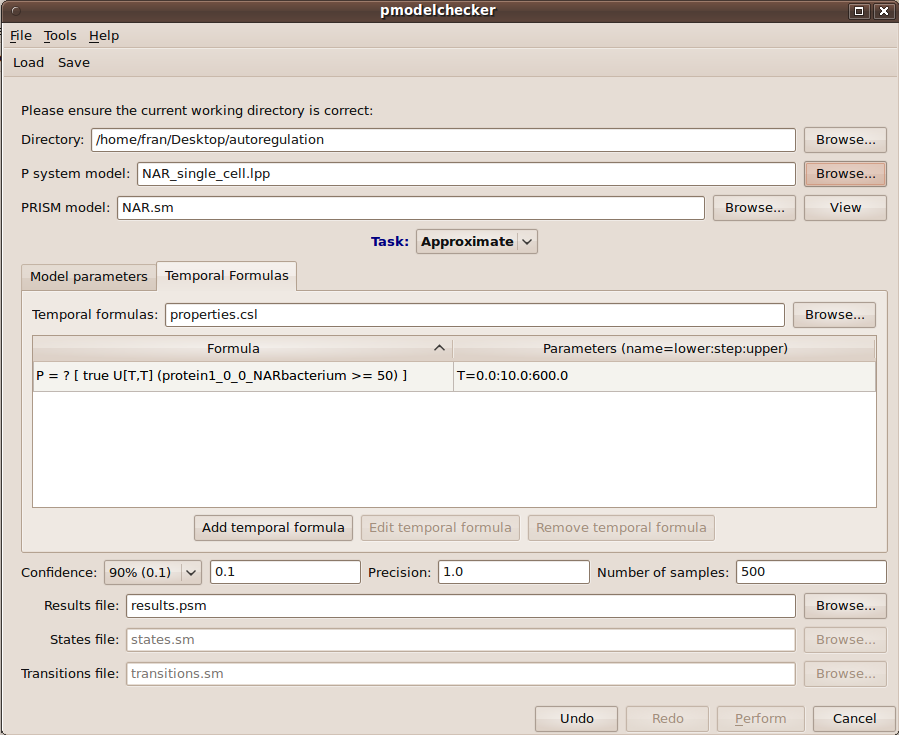 pmodelchecker
File Tools Help
Load Save
Please ensure the current working directory is correct:
Directory: /home/fran/Desktop/autoregulation Browse...
P system model: NAR_single_cell.lpp Browse...
PRISM model: NAR.sm Browse... View
Task: Approximate
Model parameters Temporal Formulas
Temporal formulas: properties.csl Browse...
Formula Parameters (name=lower:step:upper)
P = ? [ true U[T,T] (protein1_0_0_NARbacterium >= 50) ] T=0.0:10.0:600.0
Add temporal formula Edit temporal formula Remove temporal formula
Confidence: 90% (0.1) 0.1 Precision: 1.0 Number of samples: 500
Results file: results.psm Browse...
States file: states.sm Browse...
Transitions file: transitions.sm Browse...
Undo Redo Perform Cancel